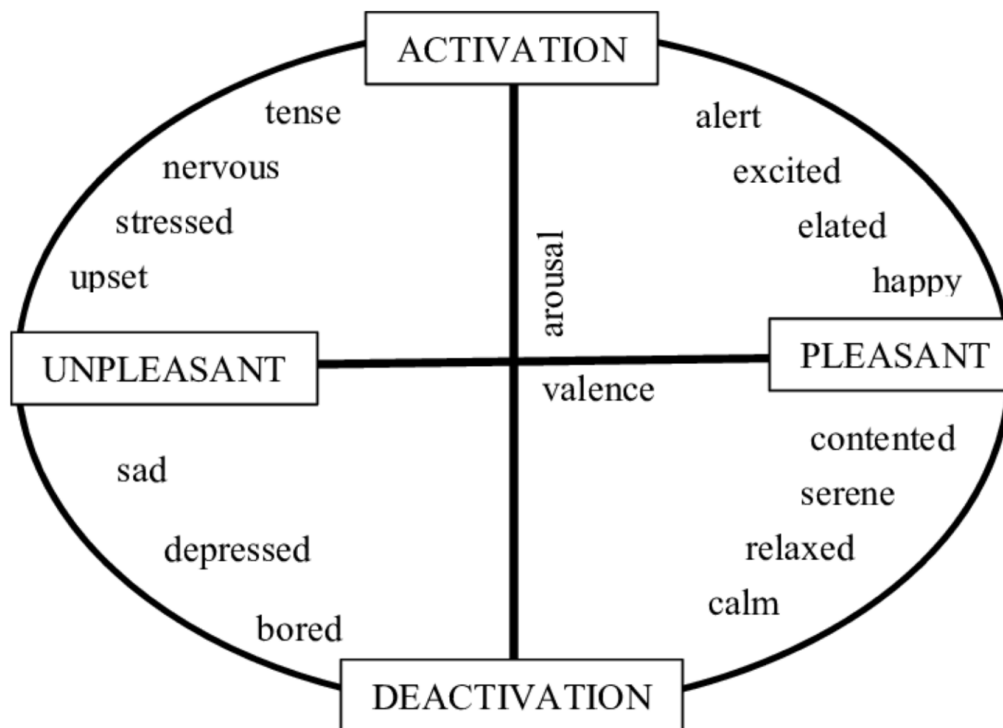 ACTIVATION
tense
alert
nervous
excited
stressed
elated
upset
arousal
happy
UNPLEASANT
PLEASANT
valence
contented
sad
serene
depressed
relaxed
calm
bored
DEACTIVATION